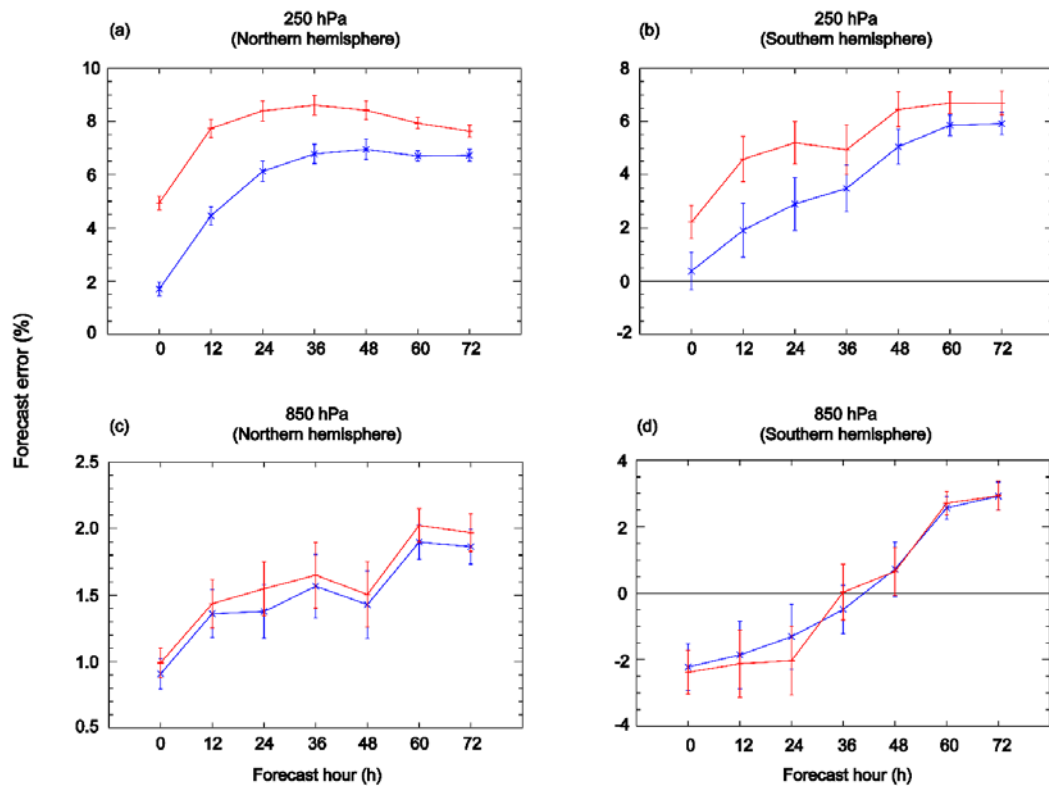 (a)
250 hPa
(Northern hemisphere)
10
8
6
4
2
0
0 12 24 36 48 60 72
(b)
250 hPa
(Southern hemisphere)
8
6
4
2
0
-2
0 12 24 36 48 60 72
Forecast error (%)
(c)
850 hPa
(Northern hemisphere)
2.5
2.0
1.5
1.0
0.5
0 12 24 36 48 60 72
Forecast hour (h)
(d)
850 hPa
(Southern hemisphere)
4
2
0
-2
-4
0 12 24 36 48 60 72
Forecast hour (h)